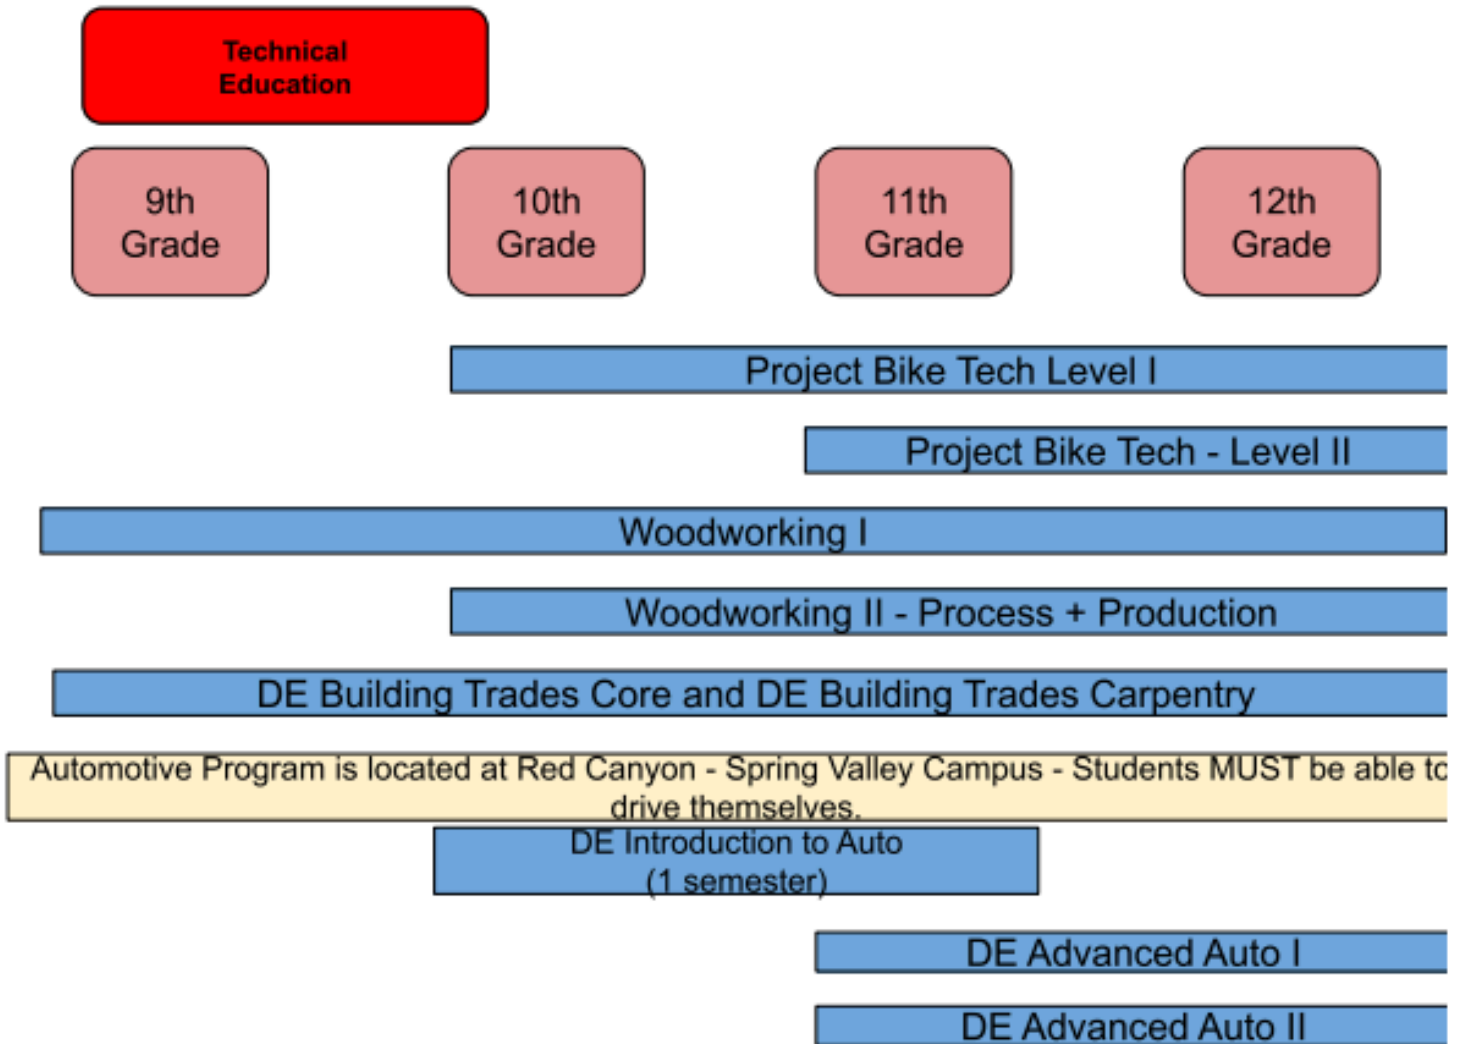 Technical
Education
9th
Grade
10th
Grade
11th
Grade
12th
Grade
Project Bike Tech Level I
Project Bike Tech - Level II
Woodworking I
Woodworking II - Process + Production
DE Building Trades Core and DE Building Trades Carpentry
Automotive Program is located at Red Canyon - Spring Valley Campus - Students MUST be able to
drive themselves.
DE Introduction to Auto
(1 semester)
DE Advanced Auto I
DE Advanced Auto II